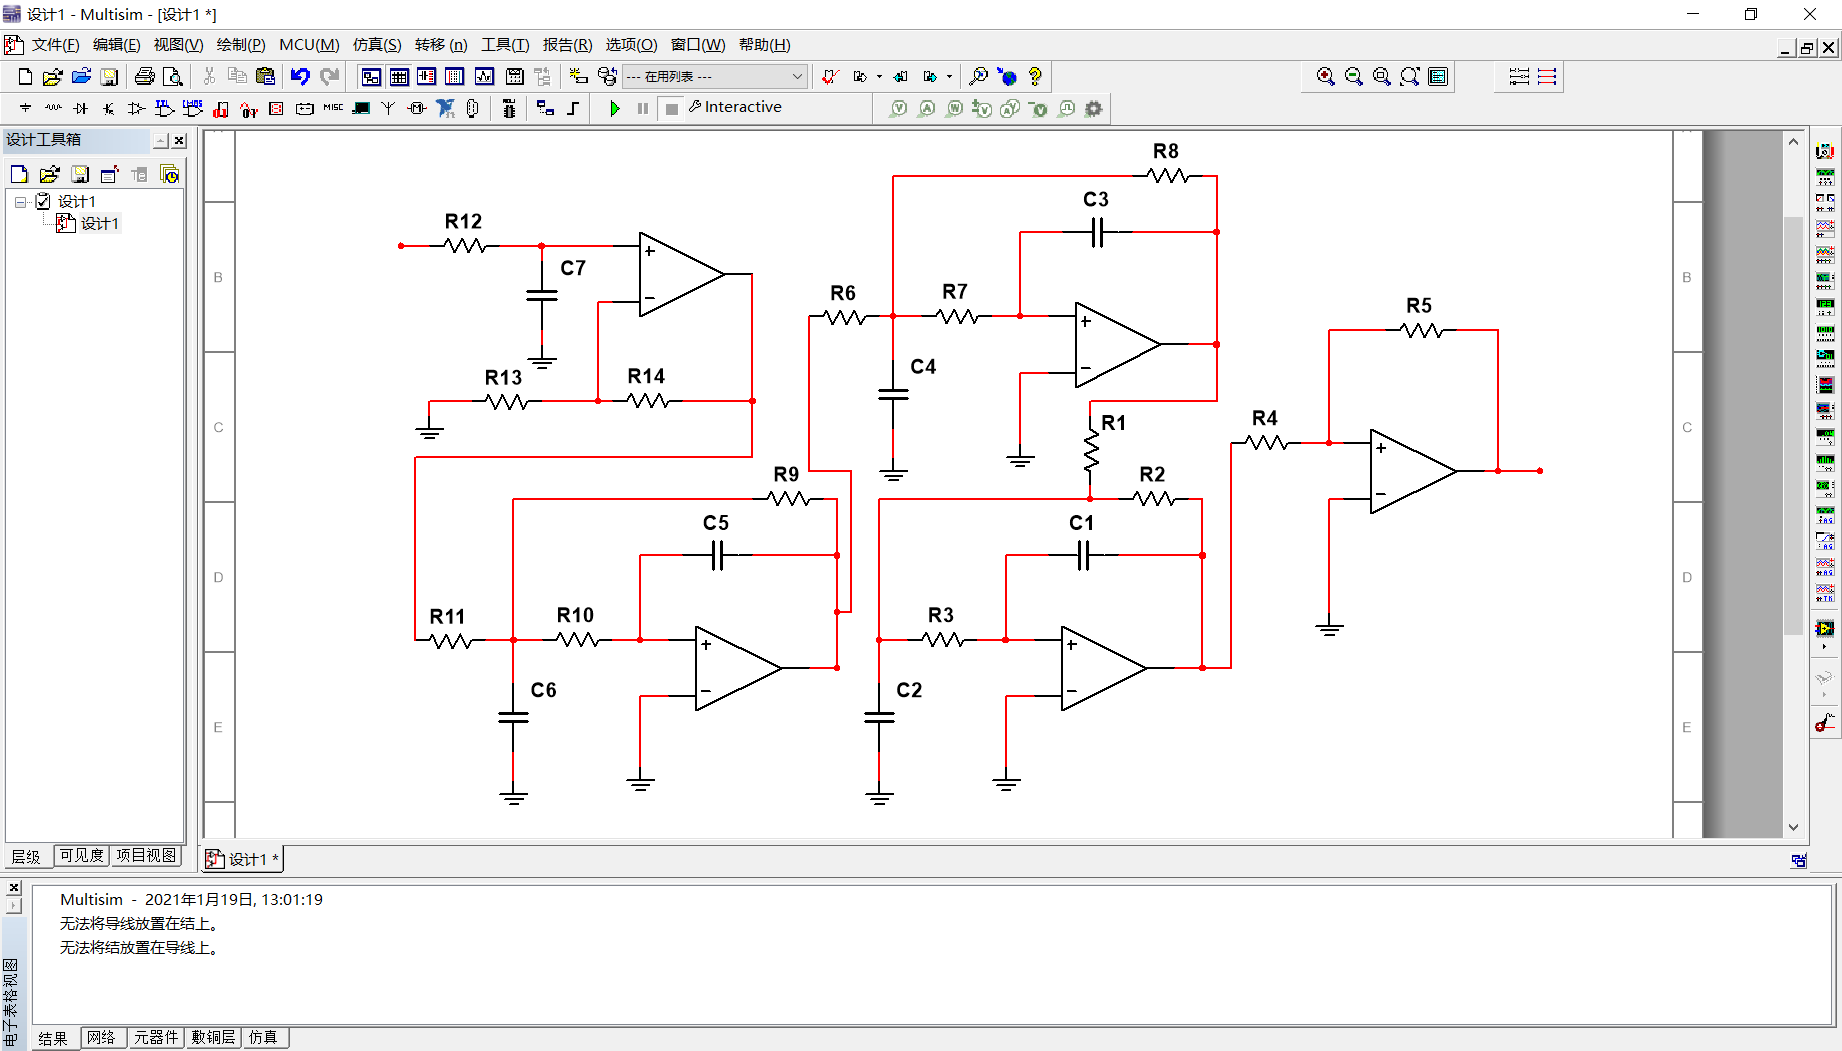 设计1 - Multisim - [设计1 *]
文件(F) 编辑(E) 视图(V) 绘制(P) MCU(M) 仿真(S) 转移 (n) 工具(T) 报告(R) 选项(O) 窗口(W) 帮助(H)
--- 在用列表 ---
MISC Interactive
设计工具箱
设计1
设计1
R8
C3
R12
C7
B
B
R6
R7
R5
C4
R13
R14
R1
R4
C
C
R9
R2
C5
C1
D
D
R11
R10
R3
C6
C2
E
E
+
−
+
−
+
−
+
−
+
−
层级 可见度 项目视图
设计1 *
Multisim - 2021年1月19日, 13:01:19
无法将导线放置在结上。
无法将结放置在导线上。
电子表格视图
结果 网络 元器件 敷铜层 仿真